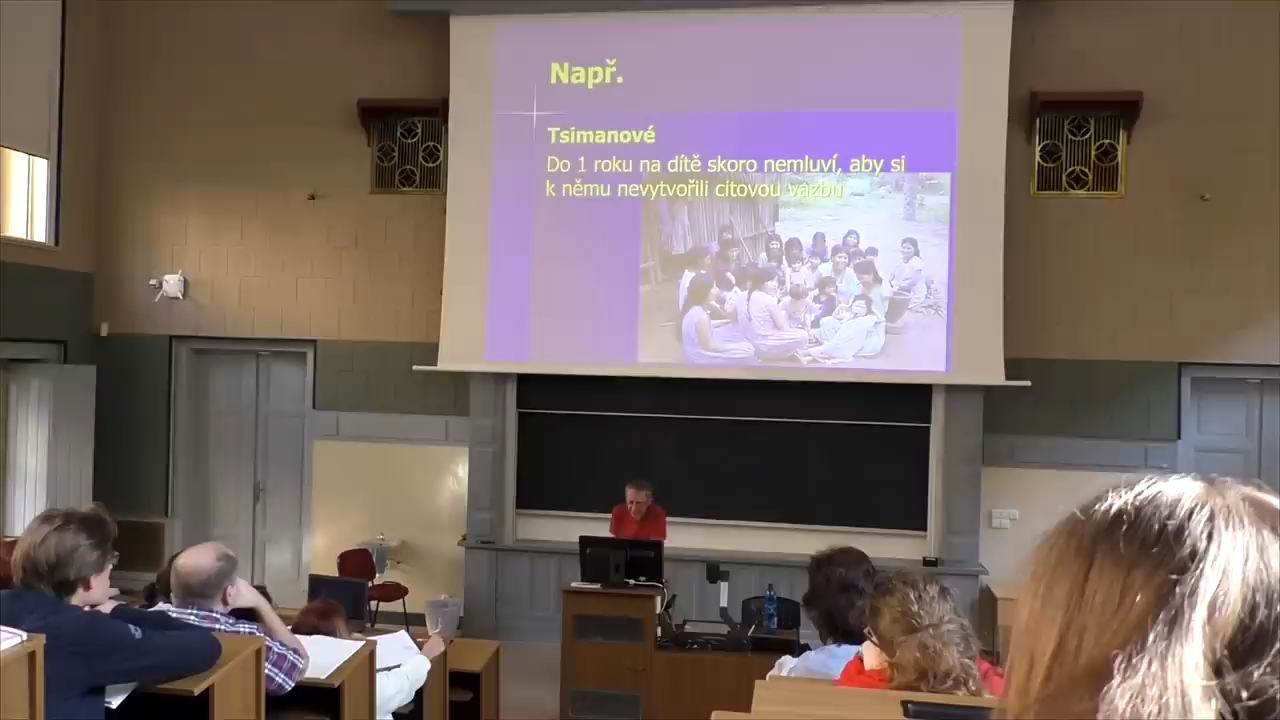 Např.
Tsimanové
Do 1 roku na dítě skoro nemluví, aby si
k němu nevytvořili citovou vazbu